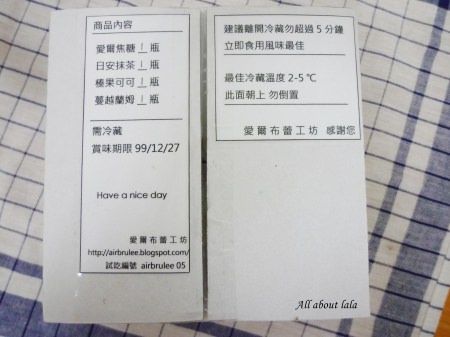 商品內容
愛爾焦糖 1 瓶
日安抹茶 1 瓶
榛果可可 1 瓶
蔓越蘭姆 1 瓶
需冷藏
賞味期限 99/12/27
Have a nice day
愛爾布蕾工坊
http://airbrulee.blogspot.com/
試吃編號 airbrulee 05
建議離開冷藏勿超過 5 分鐘
立即食用風味最佳
最佳冷藏溫度 2-5 ℃
此面朝上 勿倒置
愛爾布蕾工坊 感謝您
All about lala